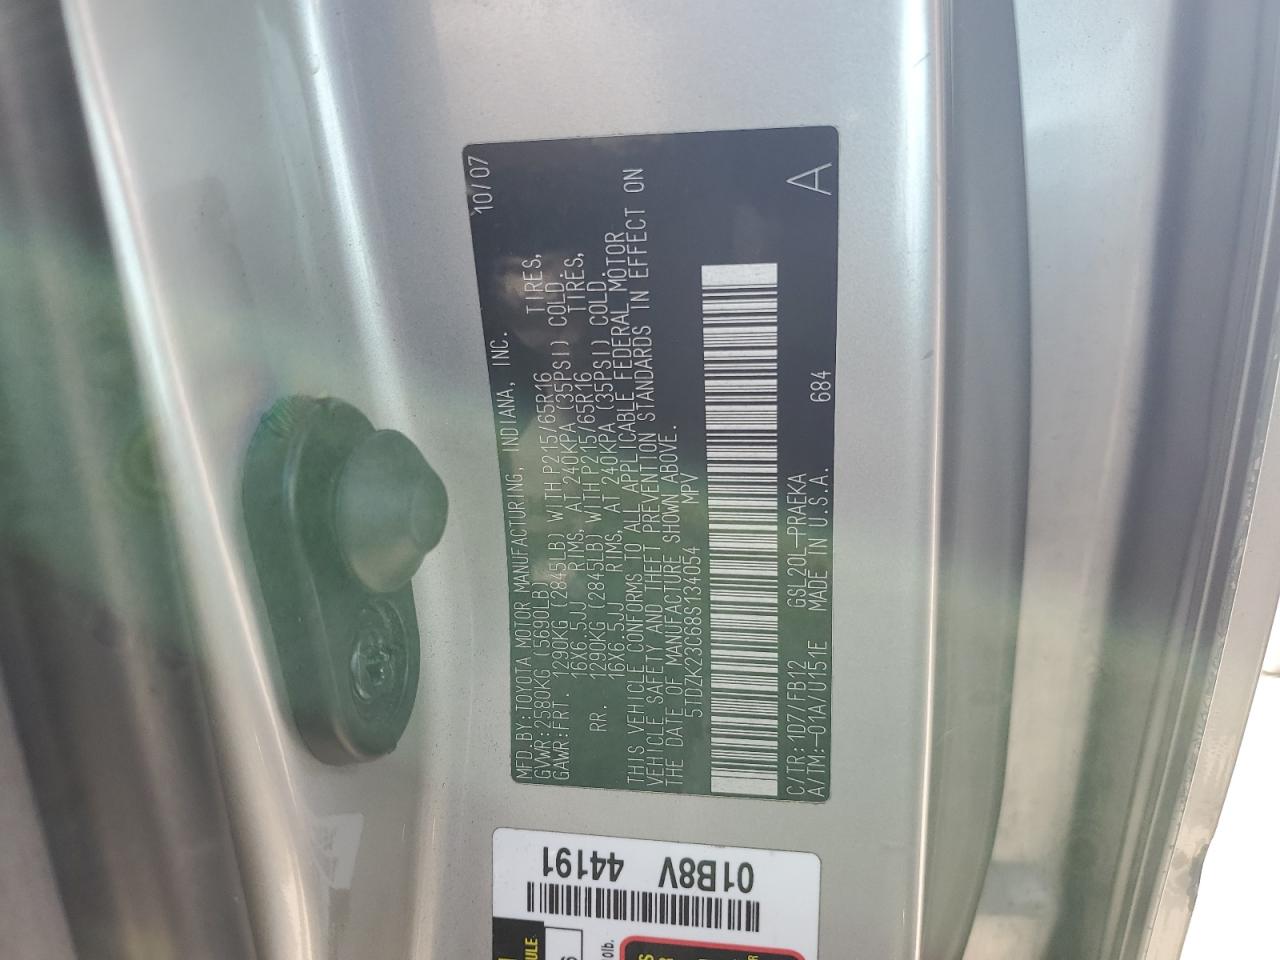 MFD.BY:TOYOTA MOTOR MANUFACTURING, INDIANA, INC. 10/07
GVWR:2580KG (5690LB)
GAWR:FRT. 1290KG (2845LB) WITH P215/65R16 TIRES,
16X6.5JJ RIMS, AT 240KPA (35PSI) COLD.
RR. 1290KG (2845LB) WITH P215/65R16 TIRES,
16X6.5JJ RIMS, AT 240KPA (35PSI) COLD.
THIS VEHICLE CONFORMS TO ALL APPLICABLE FEDERAL MOTOR
VEHICLE SAFETY AND THEFT PREVENTION STANDARDS IN EFFECT ON
THE DATE OF MANUFACTURE SHOWN ABOVE.
5TDZK23C68S134054 MPV
C/TR:1D7/FB12 GSL20L-PRAEKA A
A/TM:-01A/U151E MADE IN U.S.A. 684
01B8V
44191
ULE
olb.